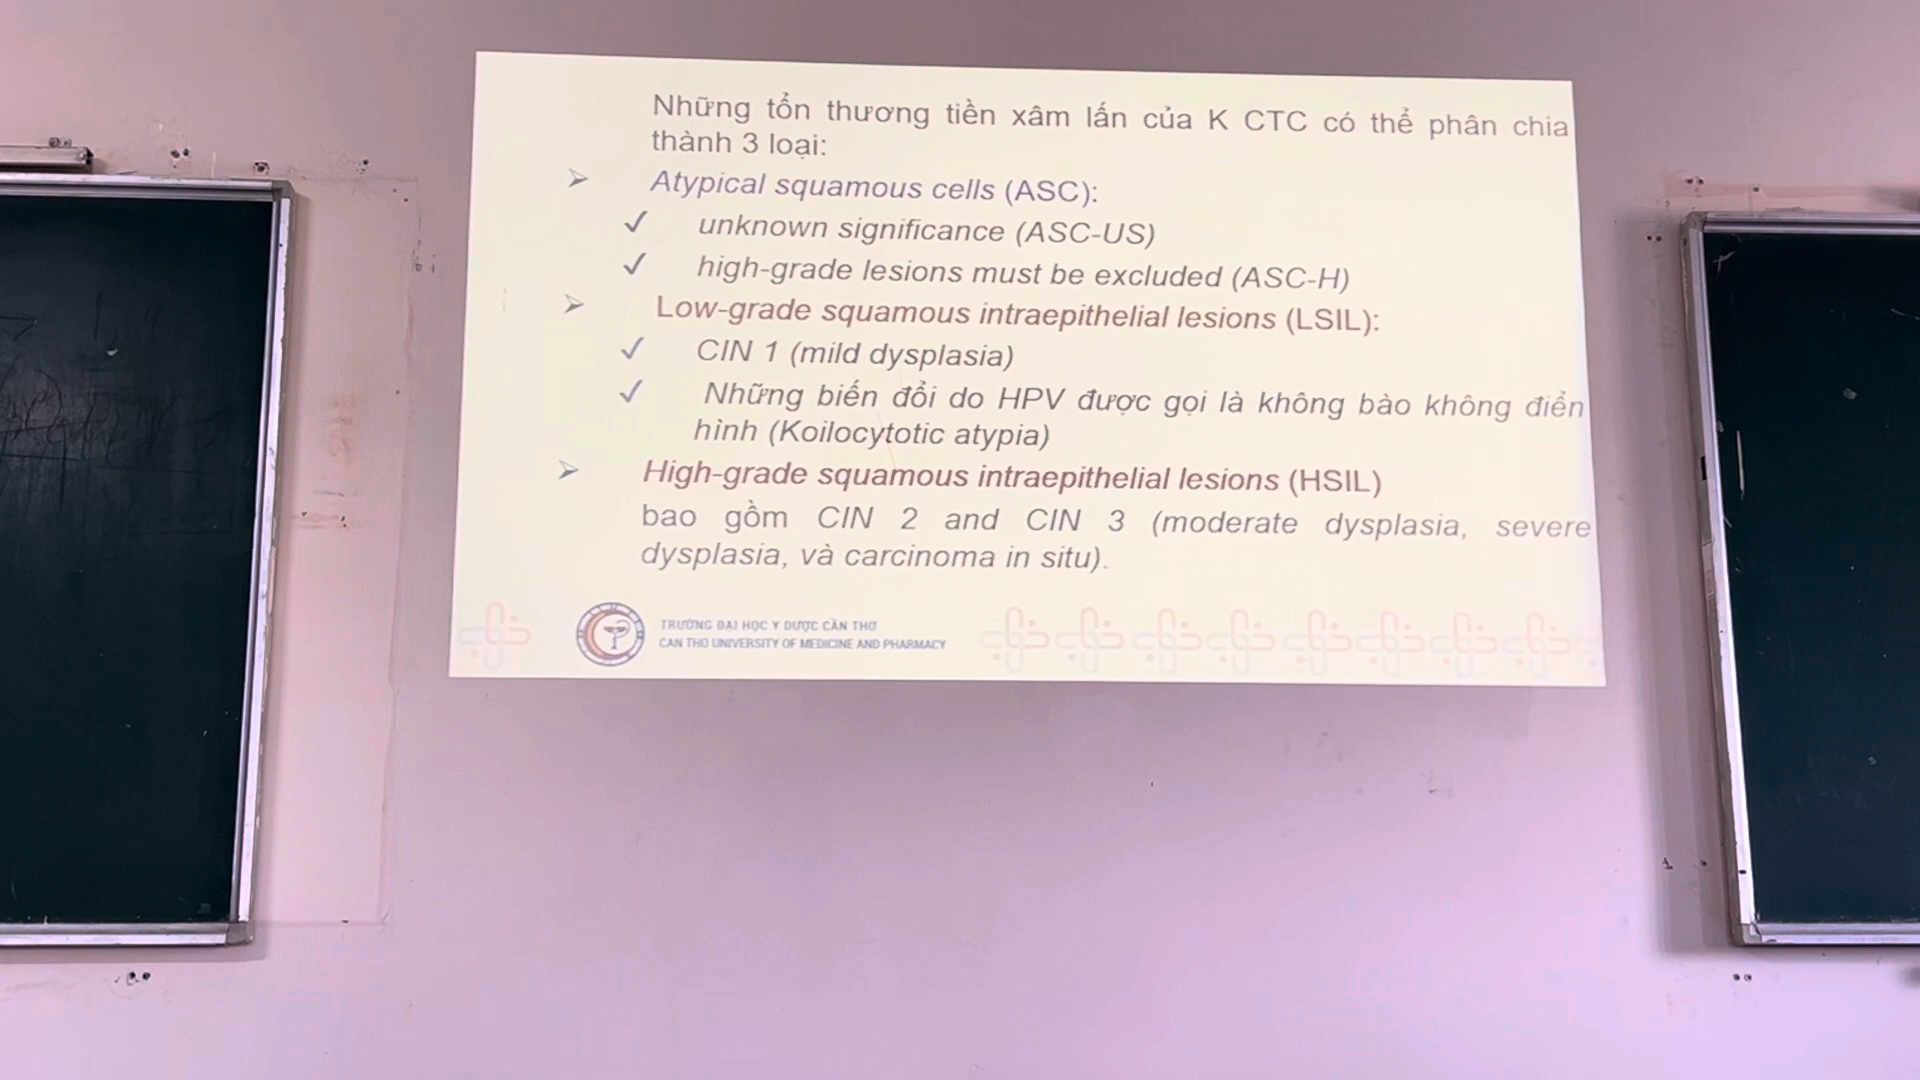 Những tổn thương tiền xâm lấn của K CTC có thể phân chia
thành 3 loại:
➢ Atypical squamous cells (ASC):
✓ unknown significance (ASC-US)
✓ high-grade lesions must be excluded (ASC-H)
➢ Low-grade squamous intraepithelial lesions (LSIL):
✓ CIN 1 (mild dysplasia)
✓ Những biến đổi do HPV được gọi là không bào không điển
hình (Koilocytotic atypia)
➢ High-grade squamous intraepithelial lesions (HSIL)
bao gồm CIN 2 and CIN 3 (moderate dysplasia, severe
dysplasia, và carcinoma in situ).
TRƯỜNG ĐẠI HỌC Y DƯỢC CẦN THƠ
CAN THO UNIVERSITY OF MEDICINE AND PHARMACY